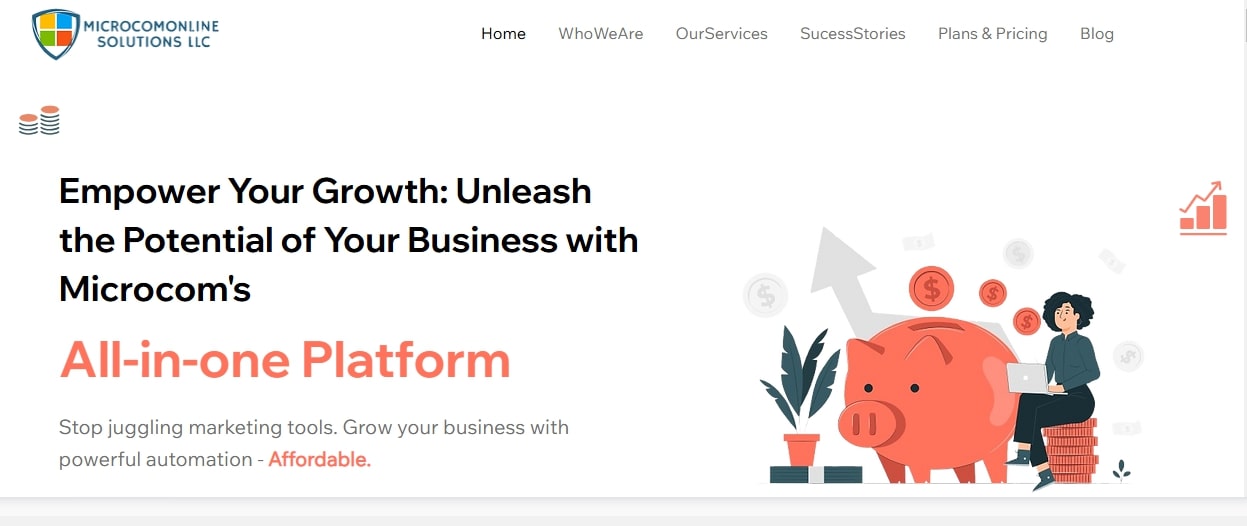 MICROCOMONLINE
SOLUTIONS LLC
Home WhoWeAre OurServices SucessStories Plans & Pricing Blog
Empower Your Growth: Unleash
the Potential of Your Business with
Microcom's
All-in-one Platform
Stop juggling marketing tools. Grow your business with
powerful automation - Affordable.